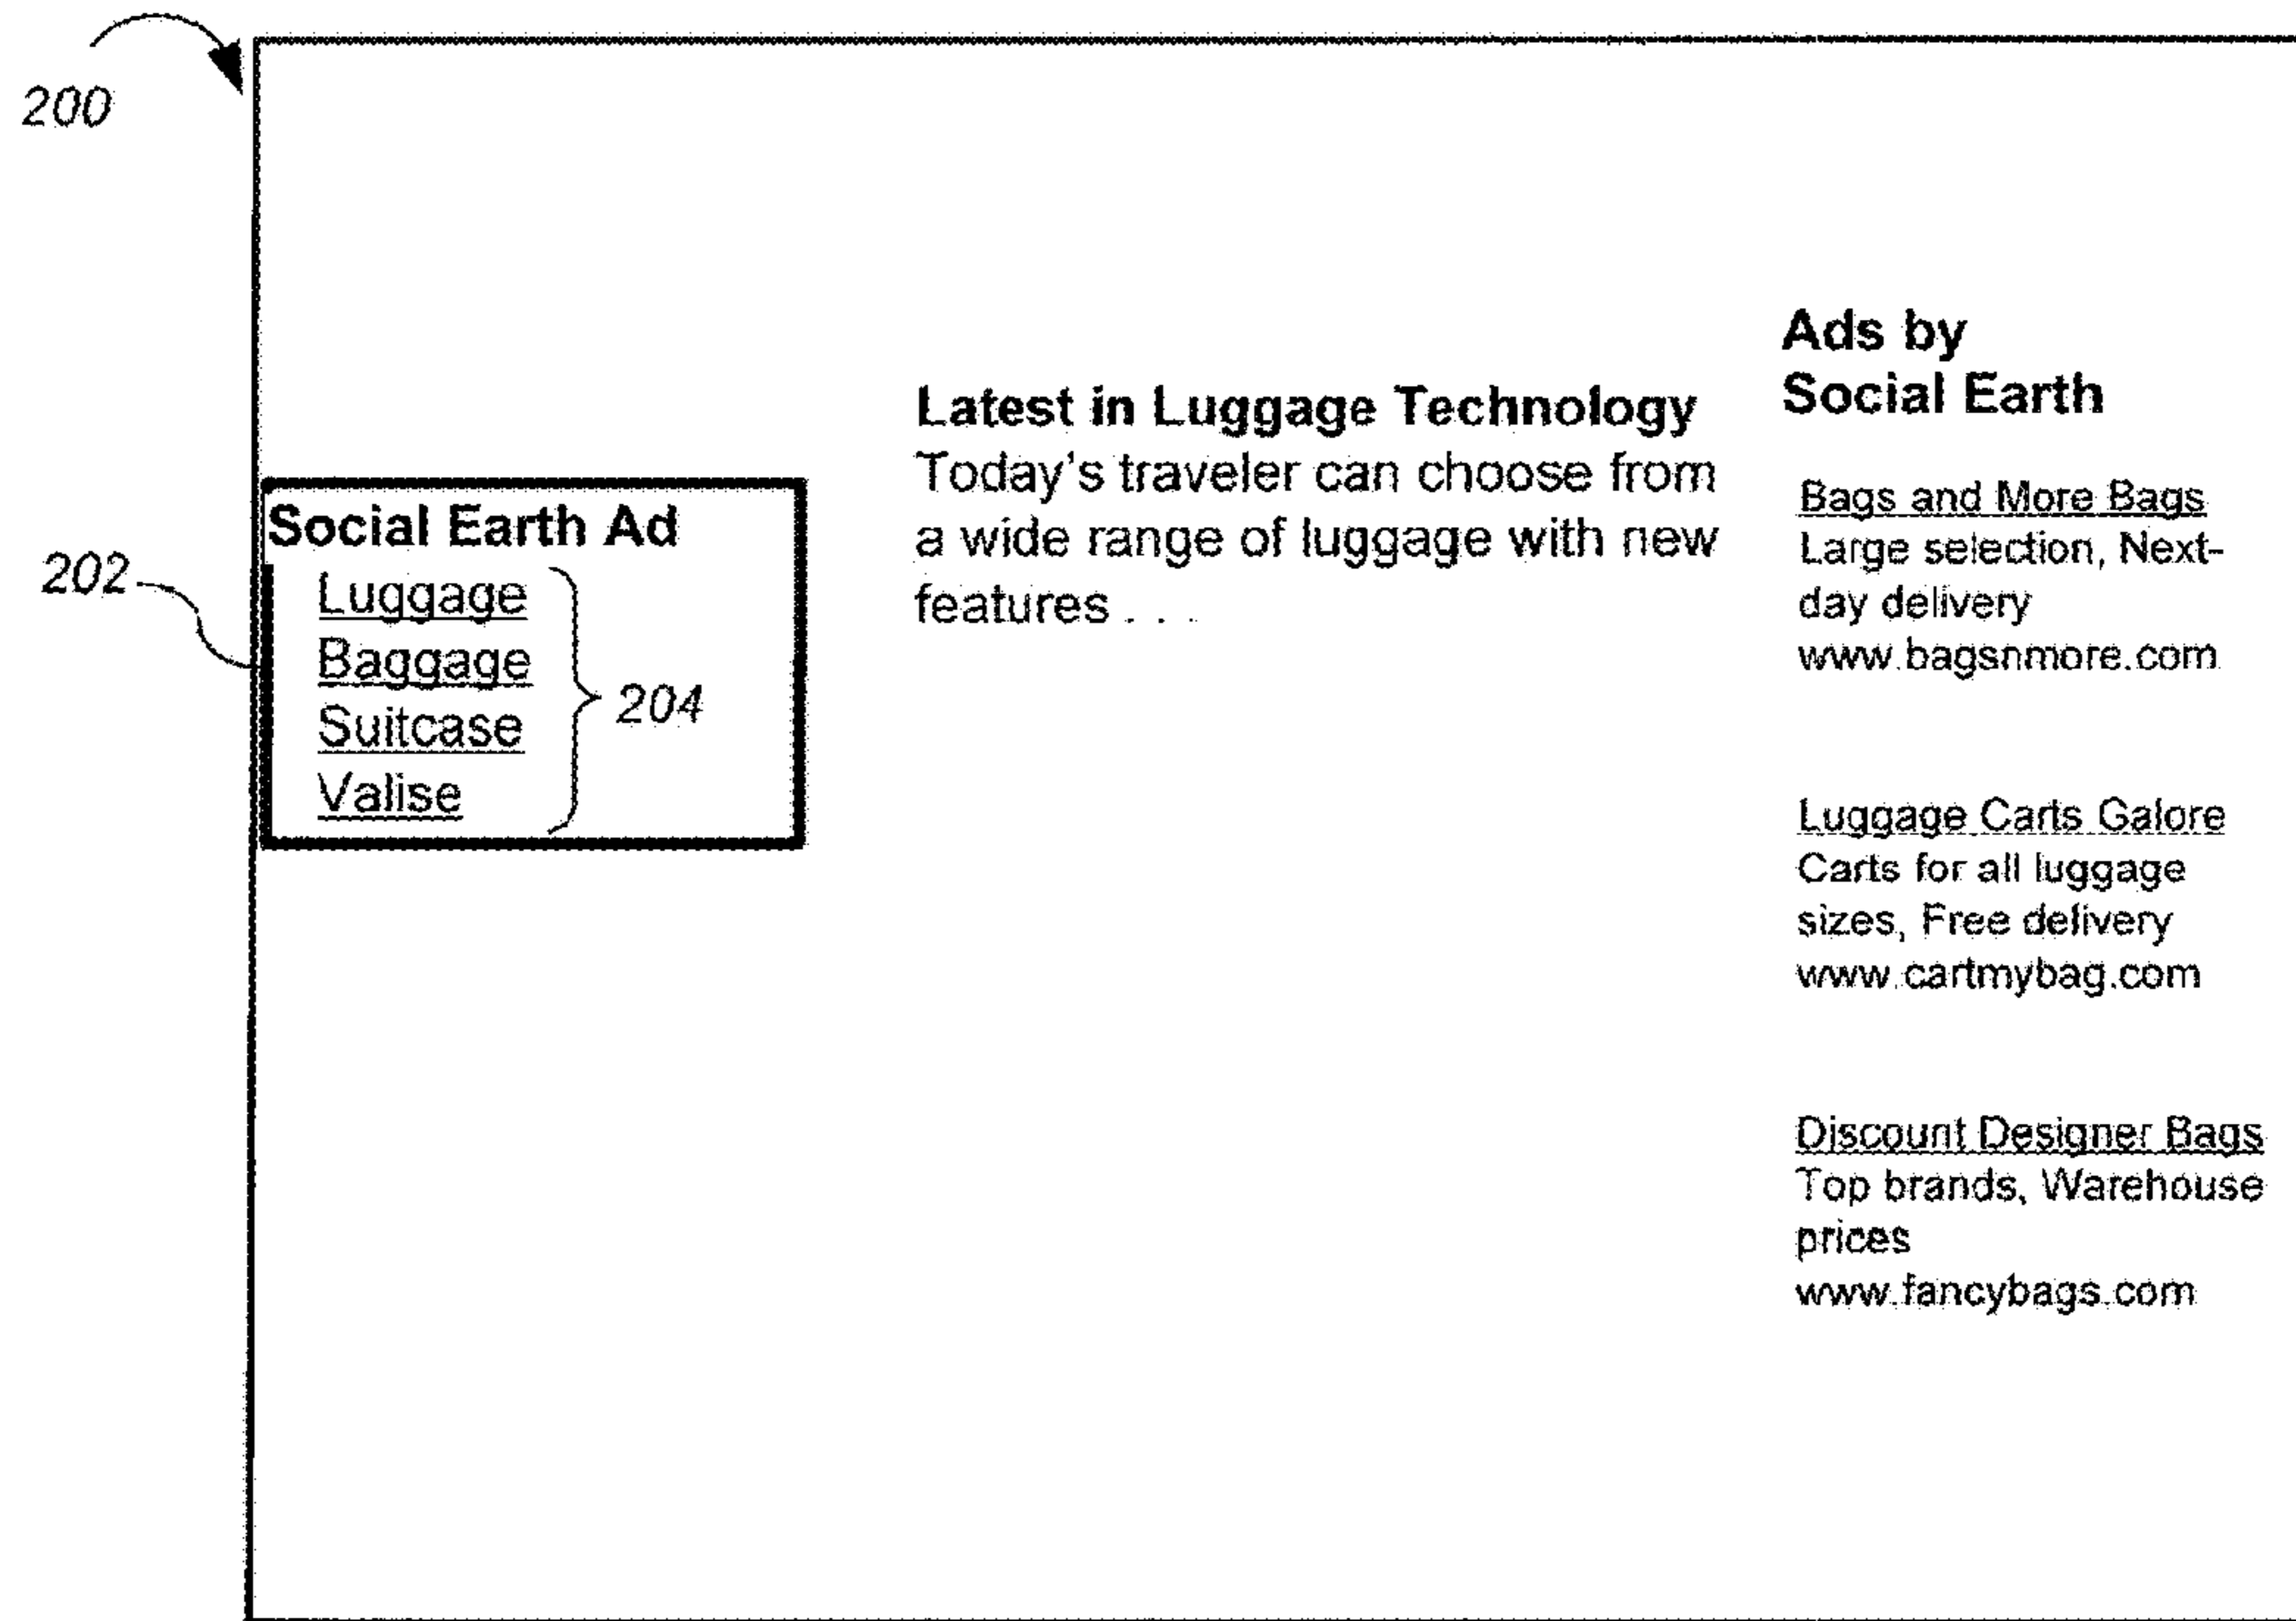 200
202
Social Earth Ad
Luggage
Baggage
Suitcase
Valise
204
Latest in Luggage Technology
Today's traveler can choose from
a wide range of luggage with new
features . . .
Ads by
Social Earth
Bags and More Bags
Large selection, Next-
day delivery
www.bagsnmore.com
Luggage Carts Galore
Carts for all luggage
sizes, Free delivery
www.cartmybag.com
Discount Designer Bags
Top brands, Warehouse
prices
www.fancybags.com